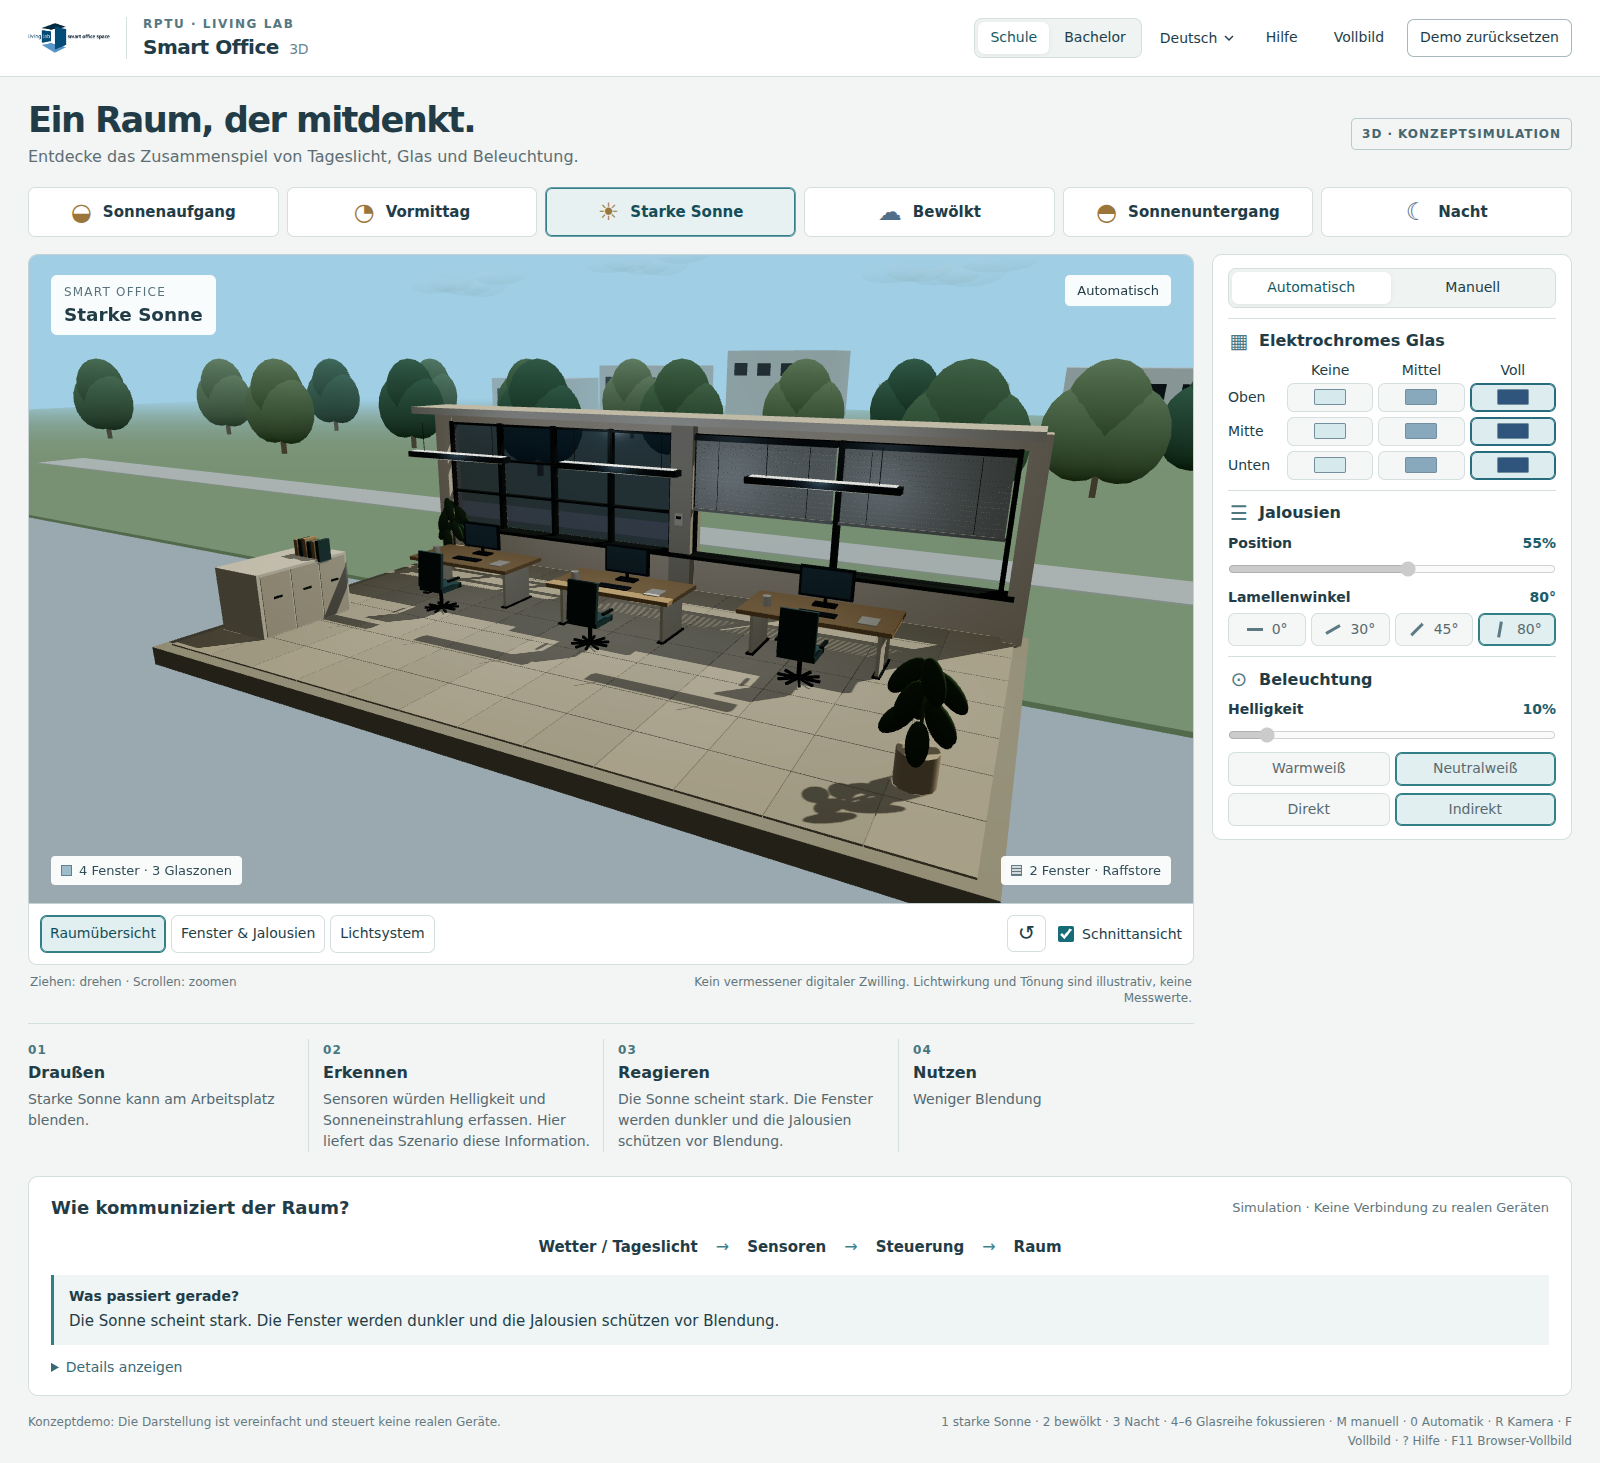 living lab smart office space
RPTU · LIVING LAB
Smart Office 3D
Schule
Bachelor
Deutsch
Hilfe
Vollbild
Demo zurücksetzen
Ein Raum, der mitdenkt.
Entdecke das Zusammenspiel von Tageslicht, Glas und Beleuchtung.
3D · KONZEPTSIMULATION
Sonnenaufgang
Vormittag
Starke Sonne
Bewölkt
Sonnenuntergang
Nacht
SMART OFFICE
Starke Sonne
Automatisch
4 Fenster · 3 Glaszonen
2 Fenster · Raffstore
Raumübersicht
Fenster & Jalousien
Lichtsystem
Schnittansicht
Ziehen: drehen · Scrollen: zoomen
Kein vermessener digitaler Zwilling. Lichtwirkung und Tönung sind illustrativ, keine
Messwerte.
Automatisch
Manuell
Elektrochromes Glas
Keine Mittel Voll
Oben
Mitte
Unten
Jalousien
Position 55%
Lamellenwinkel 80°
0° 30° 45° 80°
Beleuchtung
Helligkeit 10%
Warmweiß
Neutralweiß
Direkt
Indirekt
01
Draußen
Starke Sonne kann am Arbeitsplatz
blenden.
02
Erkennen
Sensoren würden Helligkeit und
Sonneneinstrahlung erfassen. Hier
liefert das Szenario diese Information.
03
Reagieren
Die Sonne scheint stark. Die Fenster
werden dunkler und die Jalousien
schützen vor Blendung.
04
Nutzen
Weniger Blendung
Wie kommuniziert der Raum?
Simulation · Keine Verbindung zu realen Geräten
Wetter / Tageslicht → Sensoren → Steuerung → Raum
Was passiert gerade?
Die Sonne scheint stark. Die Fenster werden dunkler und die Jalousien schützen vor Blendung.
Details anzeigen
Konzeptdemo: Die Darstellung ist vereinfacht und steuert keine realen Geräte.
1 starke Sonne · 2 bewölkt · 3 Nacht · 4–6 Glasreihe fokussieren · M manuell · 0 Automatik · R Kamera · F
Vollbild · ? Hilfe · F11 Browser-Vollbild